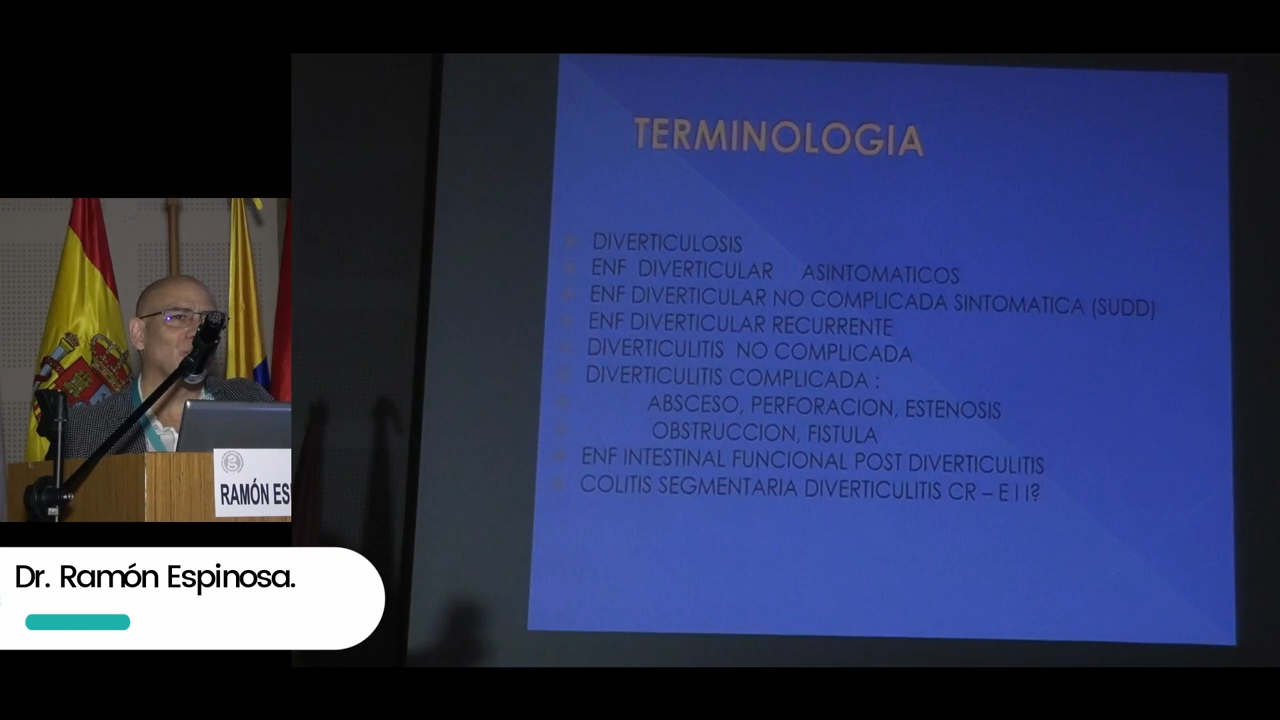 TERMINOLOGIA
DIVERTICULOSIS
ENF DIVERTICULAR ASINTOMATICOS
ENF DIVERTICULAR NO COMPLICADA SINTOMATICA (SUDD)
ENF DIVERTICULAR RECURRENTE
DIVERTICULITIS NO COMPLICADA
DIVERTICULITIS COMPLICADA :
ABSCESO, PERFORACION, ESTENOSIS
OBSTRUCCION, FISTULA
ENF INTESTINAL FUNCIONAL POST DIVERTICULITIS
COLITIS SEGMENTARIA DIVERTICULITIS CR – E I I?
RAMÓN ES
Dr. Ramón Espinosa.